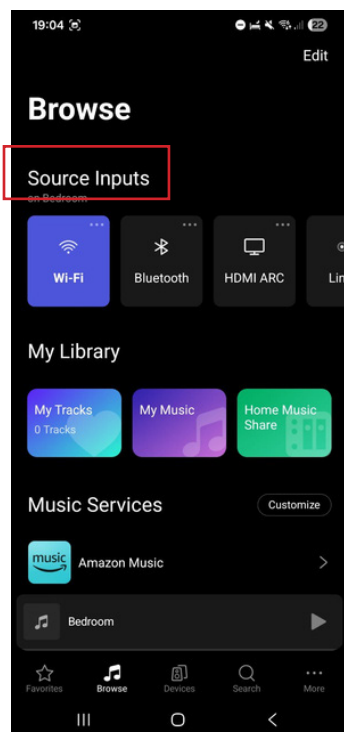 19:04
22
Edit
Browse
Source Inputs
on Bedroom
Wi-Fi
Bluetooth
HDMI ARC
Lin
My Library
My Tracks
0 Tracks
My Music
Home Music
Share
Music Services
Customize
music
Amazon Music
Bedroom
Favorites
Browse
Devices
Search
More